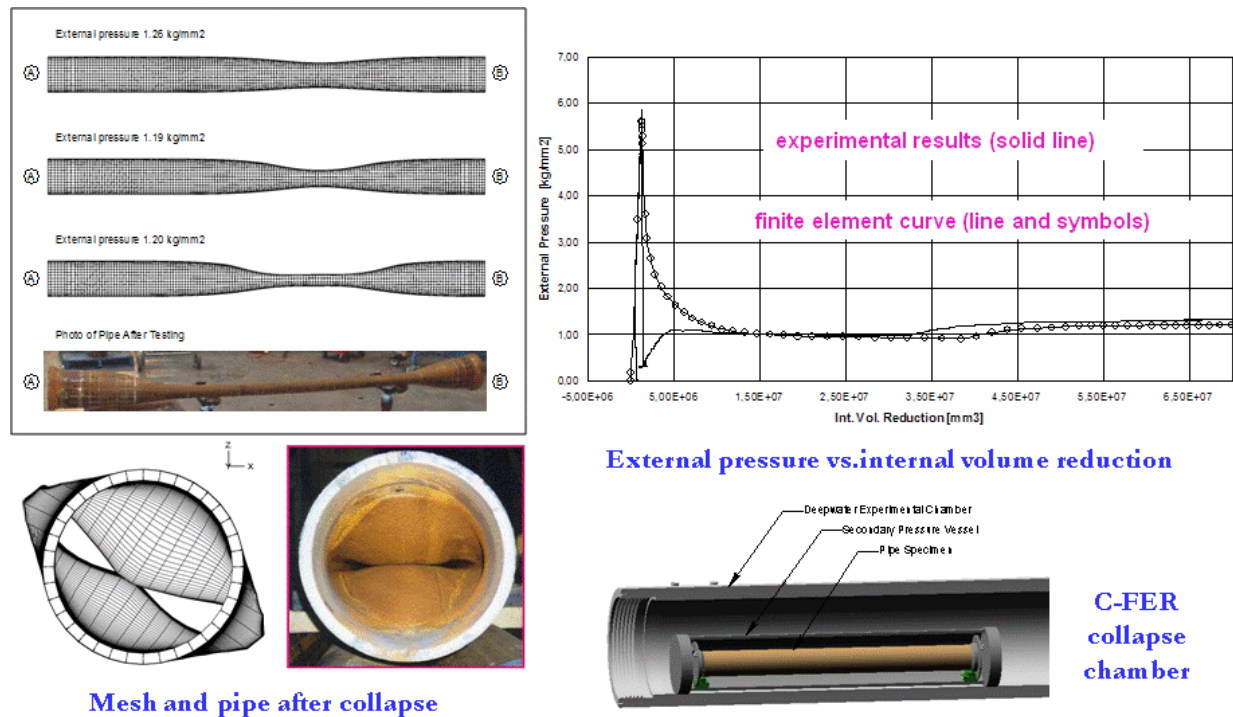 External pressure 1.26 kg/mm2
A
B
External pressure 1.19 kg/mm2
A
B
External pressure 1.20 kg/mm2
A
B
Photo of Pipe After Testing
A
B
External Pressure [kg/mm2]
7,00
6,00
5,00
4,00
3,00
2,00
1,00
0,00
experimental results (solid line)
finite element curve (line and symbols)
-5,00E+06 5,00E+06 1,50E+07 2,50E+07 3,50E+07 4,50E+07 5,50E+07 6,50E+07
Int. Vol. Reduction [mm3]
External pressure vs.internal volume reduction
z
x
Mesh and pipe after collapse
Deepwater Experimental Chamber
Secondary Pressure Vessel
Pipe Specimen
C-FER
collapse
chamber